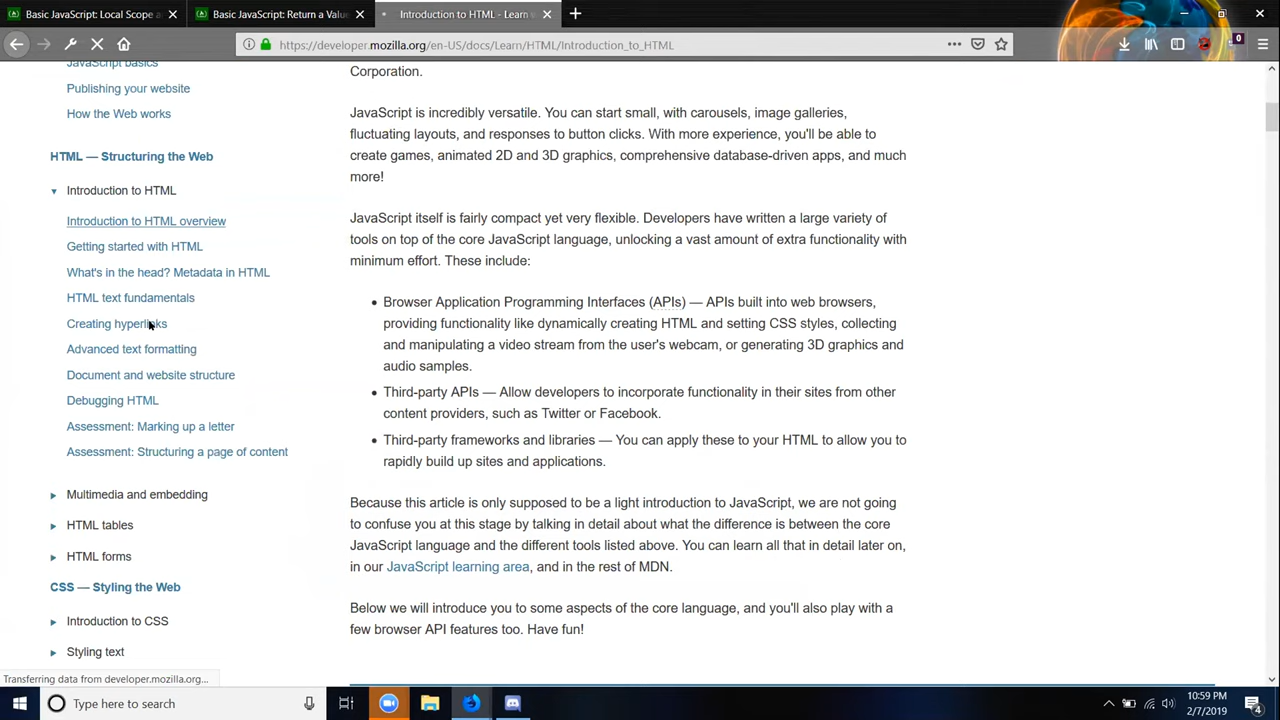 Basic JavaScript: Local Scope a
Basic JavaScript: Return a Value
Introduction to HTML - Learn
https://developer.mozilla.org/en-US/docs/Learn/HTML/Introduction_to_HTML
0
JavaScript basics
Publishing your website
How the Web works
HTML — Structuring the Web
Introduction to HTML
Introduction to HTML overview
Getting started with HTML
What's in the head? Metadata in HTML
HTML text fundamentals
Creating hyperlinks
Advanced text formatting
Document and website structure
Debugging HTML
Assessment: Marking up a letter
Assessment: Structuring a page of content
Multimedia and embedding
HTML tables
HTML forms
CSS — Styling the Web
Introduction to CSS
Styling text
Corporation.
JavaScript is incredibly versatile. You can start small, with carousels, image galleries,
fluctuating layouts, and responses to button clicks. With more experience, you'll be able to
create games, animated 2D and 3D graphics, comprehensive database-driven apps, and much
more!
JavaScript itself is fairly compact yet very flexible. Developers have written a large variety of
tools on top of the core JavaScript language, unlocking a vast amount of extra functionality with
minimum effort. These include:
• Browser Application Programming Interfaces (APIs) — APIs built into web browsers,
providing functionality like dynamically creating HTML and setting CSS styles, collecting
and manipulating a video stream from the user's webcam, or generating 3D graphics and
audio samples.
• Third-party APIs — Allow developers to incorporate functionality in their sites from other
content providers, such as Twitter or Facebook.
• Third-party frameworks and libraries — You can apply these to your HTML to allow you to
rapidly build up sites and applications.
Because this article is only supposed to be a light introduction to JavaScript, we are not going
to confuse you at this stage by talking in detail about what the difference is between the core
JavaScript language and the different tools listed above. You can learn all that in detail later on,
in our JavaScript learning area, and in the rest of MDN.
Below we will introduce you to some aspects of the core language, and you'll also play with a
few browser API features too. Have fun!
Transferring data from developer.mozilla.org...
Type here to search
10:59 PM
2/7/2019
4